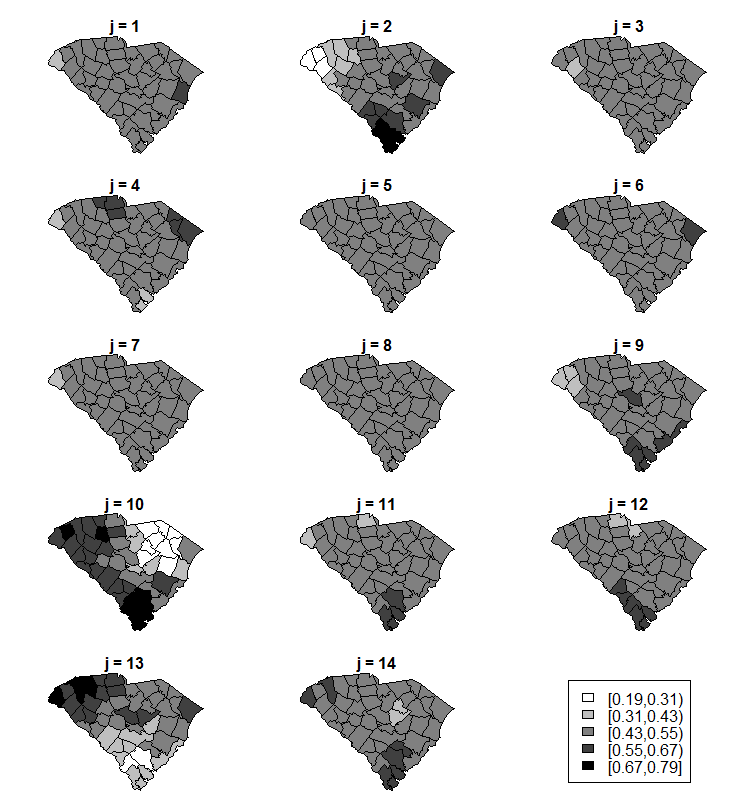 j = 1
j = 2
j = 3
j = 4
j = 5
j = 6
j = 7
j = 8
j = 9
j = 10
j = 11
j = 12
j = 13
j = 14
[0.19,0.31)
[0.31,0.43)
[0.43,0.55)
[0.55,0.67)
[0.67,0.79]